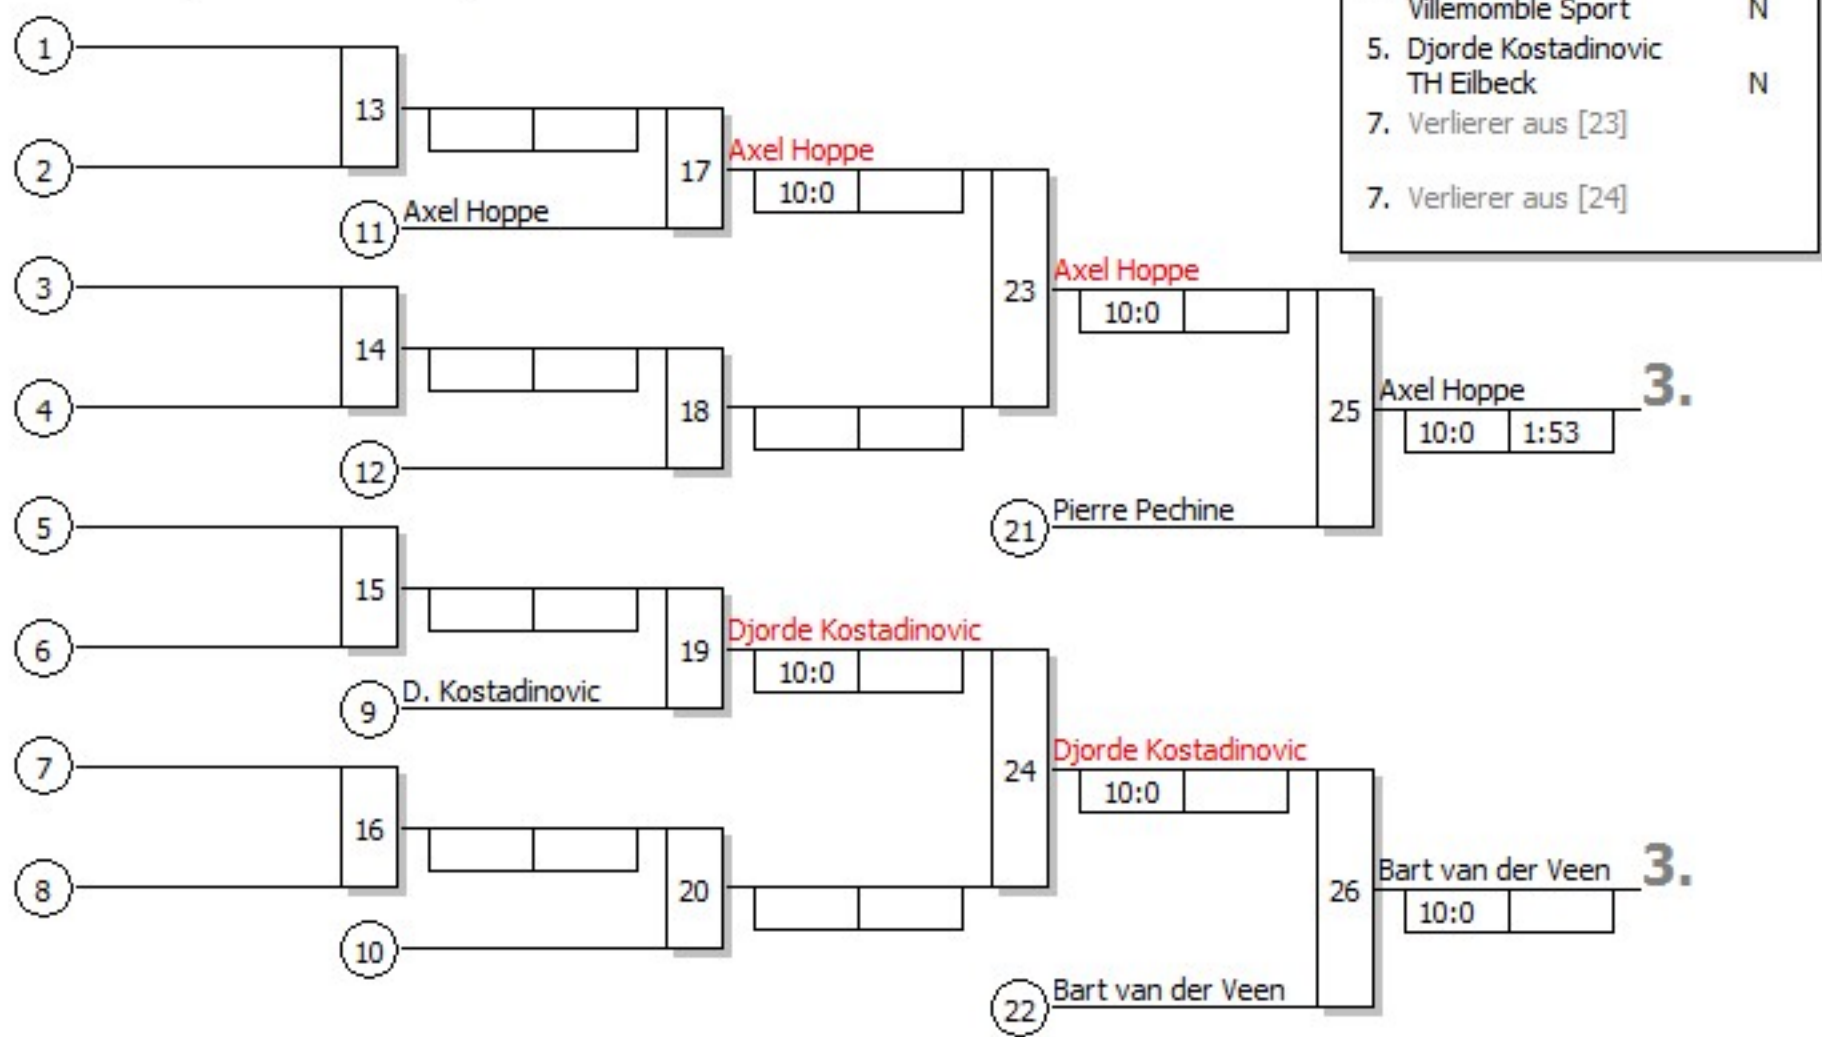 Villemomble Sport N
5. Djorde Kostadinovic
TH Eilbeck N
7. Verlierer aus [23]
7. Verlierer aus [24]
1
13
2
17
Axel Hoppe
10:0
11
Axel Hoppe
3
23
Axel Hoppe
10:0
14
4
18
12
25
Axel Hoppe
3.
10:0 1:53
21
Pierre Pechine
5
15
6
19
Djorde Kostadinovic
10:0
9
D. Kostadinovic
7
24
Djorde Kostadinovic
10:0
16
8
20
10
26
Bart van der Veen
3.
10:0
22
Bart van der Veen